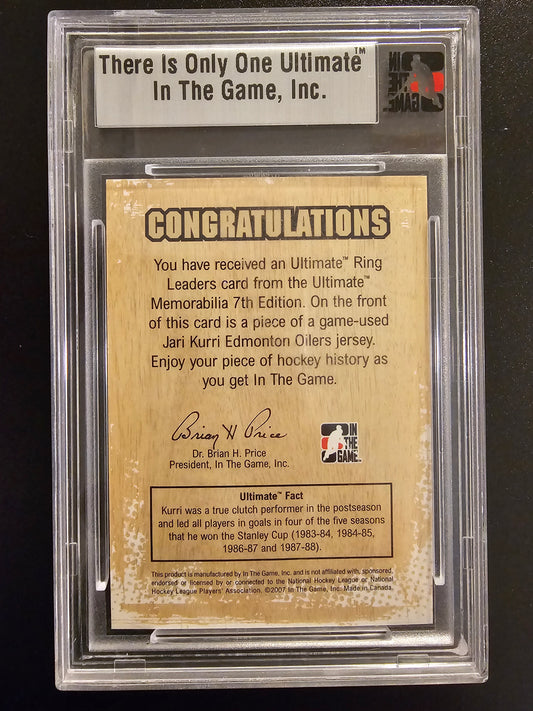 There Is Only One Ultimate™
In The Game, Inc.
IN
THE
GAME
CONGRATULATIONS
You have received an Ultimate™ Ring
Leaders card from the Ultimate™
Memorabilia 7th Edition. On the front
of this card is a piece of a game-used
Jari Kurri Edmonton Oilers jersey.
Enjoy your piece of hockey history as
you get In The Game.
Brian H Price
Dr. Brian H. Price
President, In The Game, Inc.
IN
THE
GAME
Ultimate™ Fact
Kurri was a true clutch performer in the postseason
and led all players in goals in four of the five seasons
that he won the Stanley Cup (1983-84, 1984-85,
1986-87 and 1987-88).
This product is manufactured by In The Game, Inc. and is not affiliated with, sponsored,
endorsed or licensed by or connected to the National Hockey League or National
Hockey League Players' Association. ©2007 In The Game, Inc. Made in Canada.